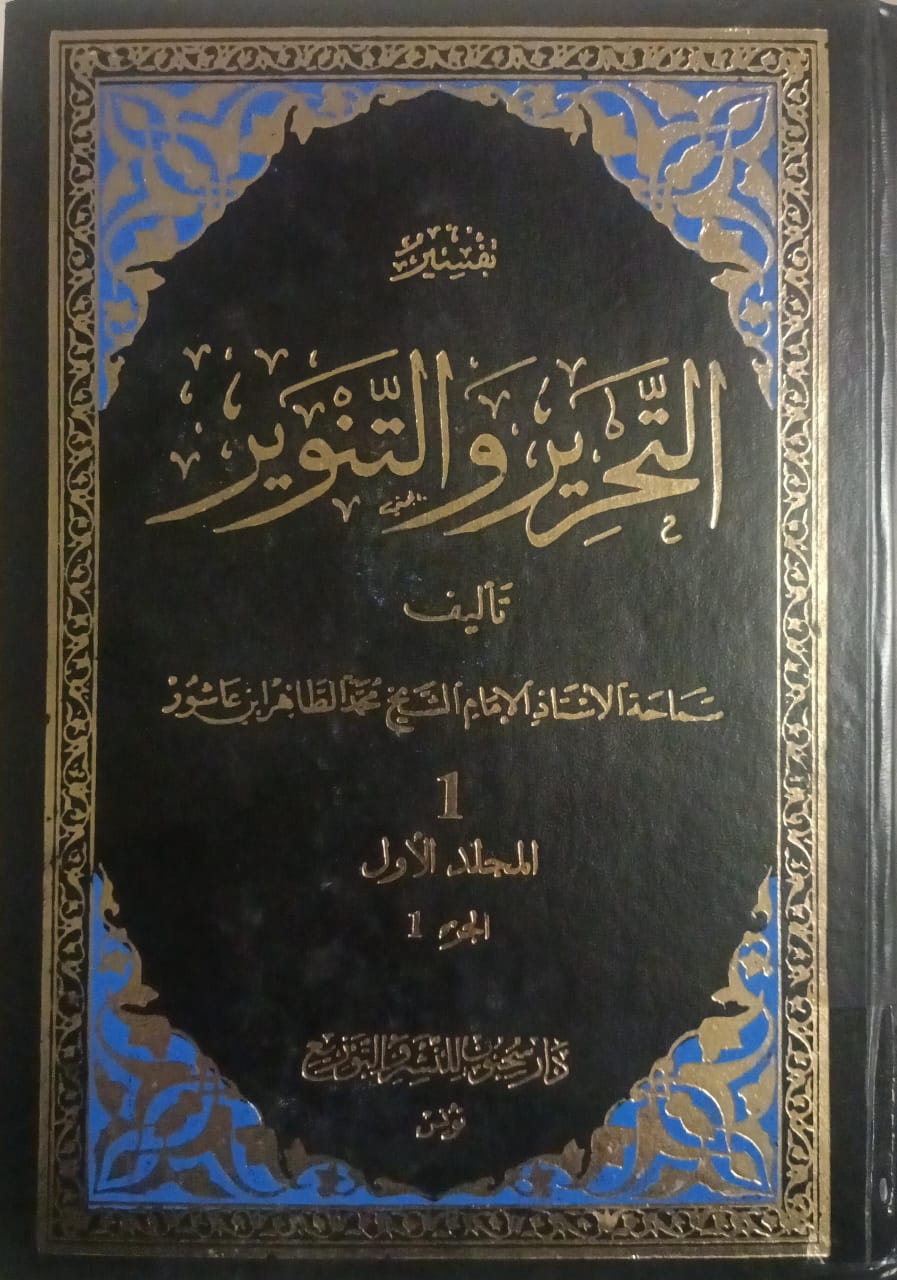 تفسير
التحرير والتنوير
تأليف
سماحة الأستاذ الإمام الشيخ محمد الطاهر ابن عاشور
1
المجلد الأول
الجزء 1
دار سحنون للنشر والتوزيع
تونس